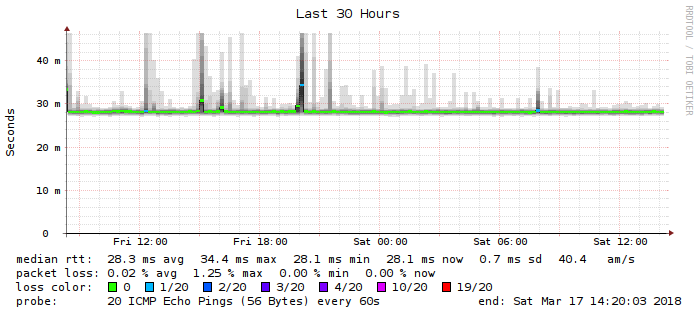 Last 30 Hours
RRDTOOL / TOBI OETIKER
Seconds
40 m
30 m
20 m
10 m
0
Fri 12:00 Fri 18:00 Sat 00:00 Sat 06:00 Sat 12:00
median rtt: 28.3 ms avg 34.4 ms max 28.1 ms min 28.1 ms now 0.7 ms sd 40.4 am/s
packet loss: 0.02 % avg 1.25 % max 0.00 % min 0.00 % now
loss color: 0 1/20 2/20 3/20 4/20 10/20 19/20
probe: 20 ICMP Echo Pings (56 Bytes) every 60s end: Sat Mar 17 14:20:03 2018